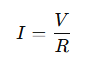 I = V/R